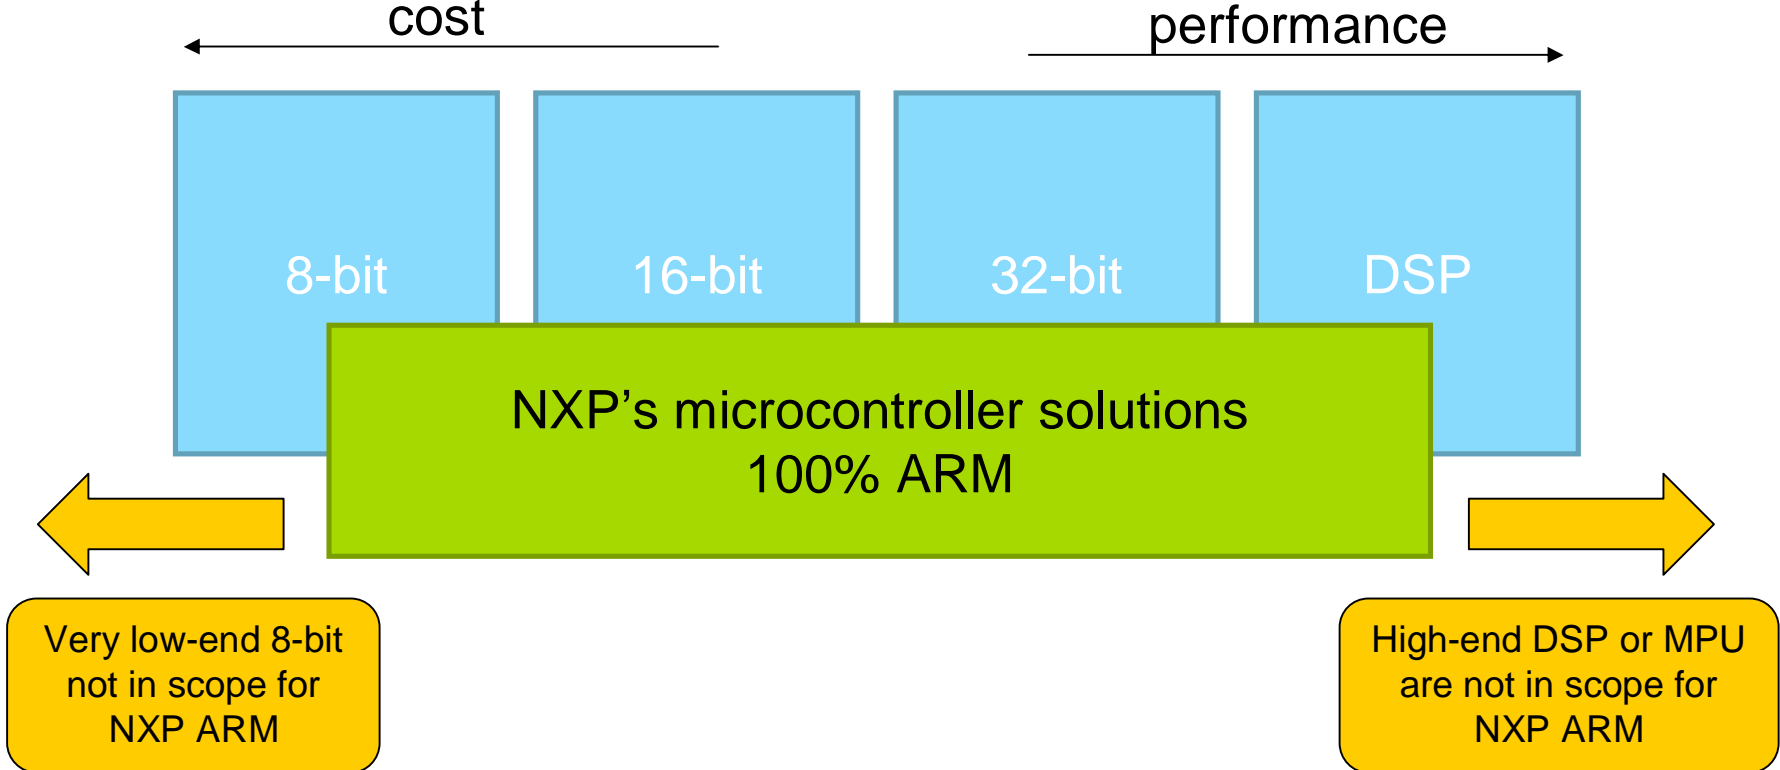 cost
performance
8-bit
16-bit
32-bit
DSP
NXP’s microcontroller solutions
100% ARM
Very low-end 8-bit
not in scope for
NXP ARM
High-end DSP or MPU
are not in scope for
NXP ARM